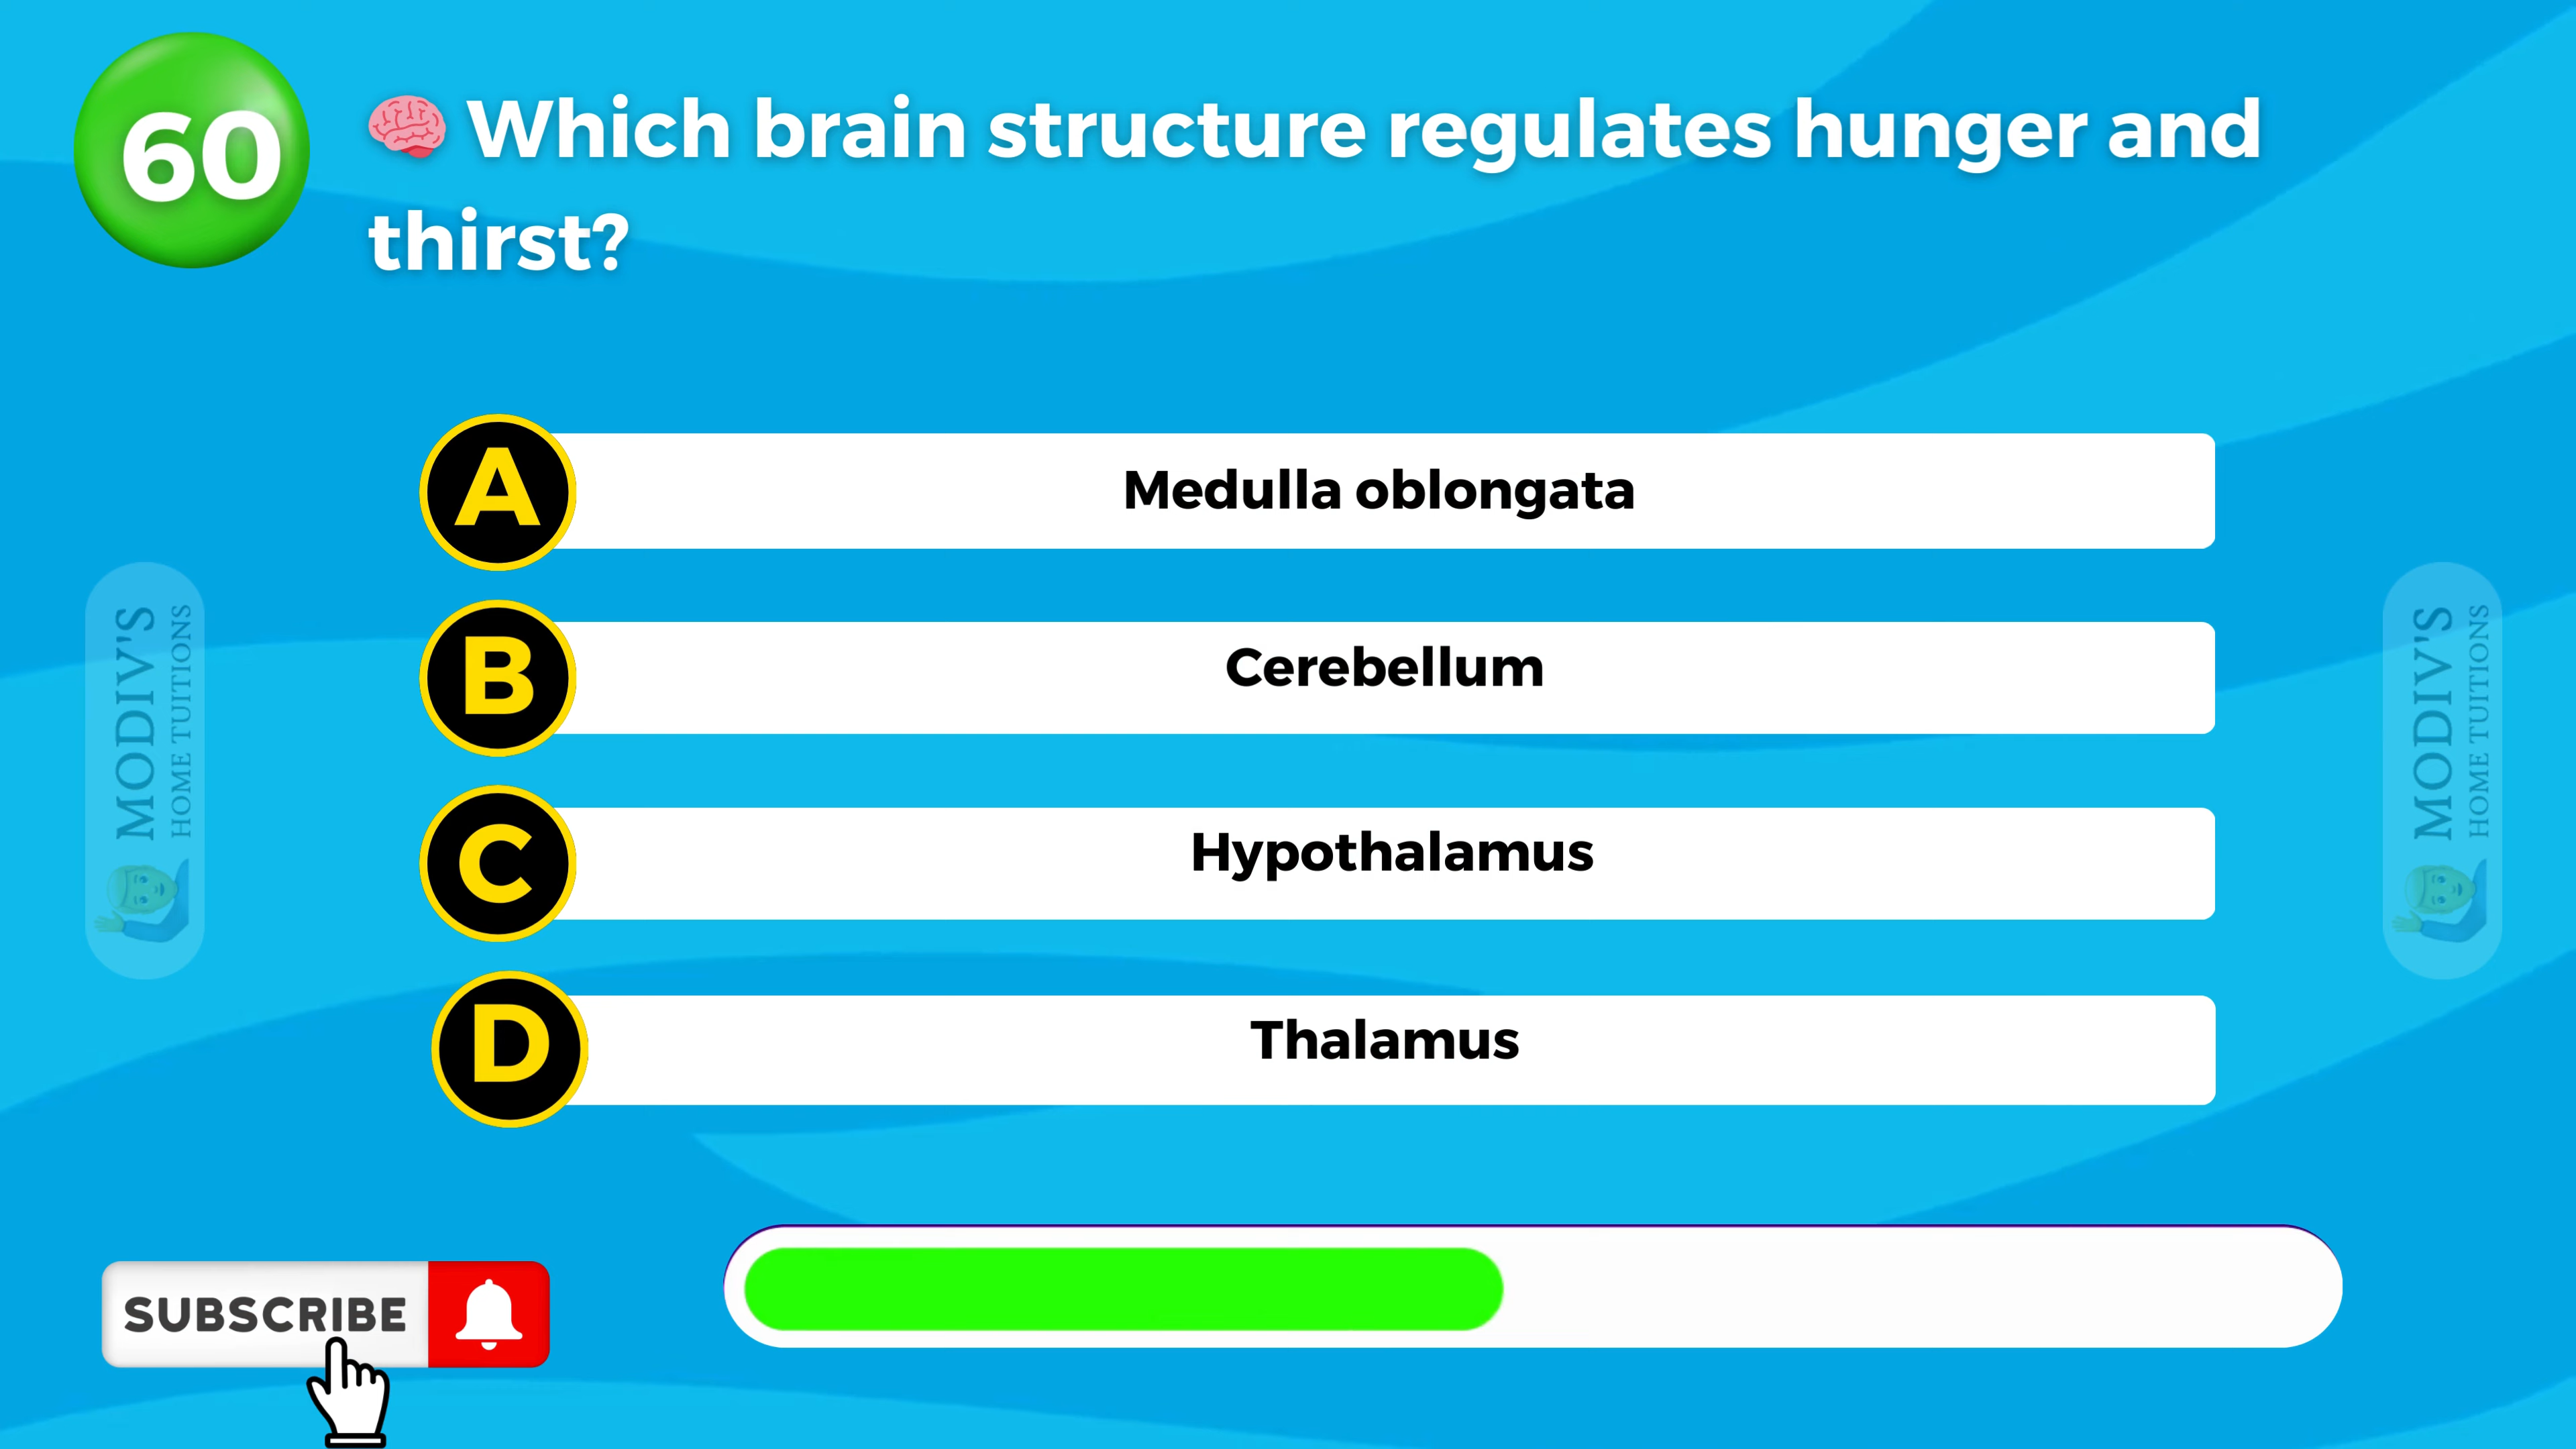 60
🧠 Which brain structure regulates hunger and
thirst?
A
Medulla oblongata
B
Cerebellum
C
Hypothalamus
D
Thalamus
MODIV'S
HOME TUITIONS
MODIV'S
HOME TUITIONS
SUBSCRIBE